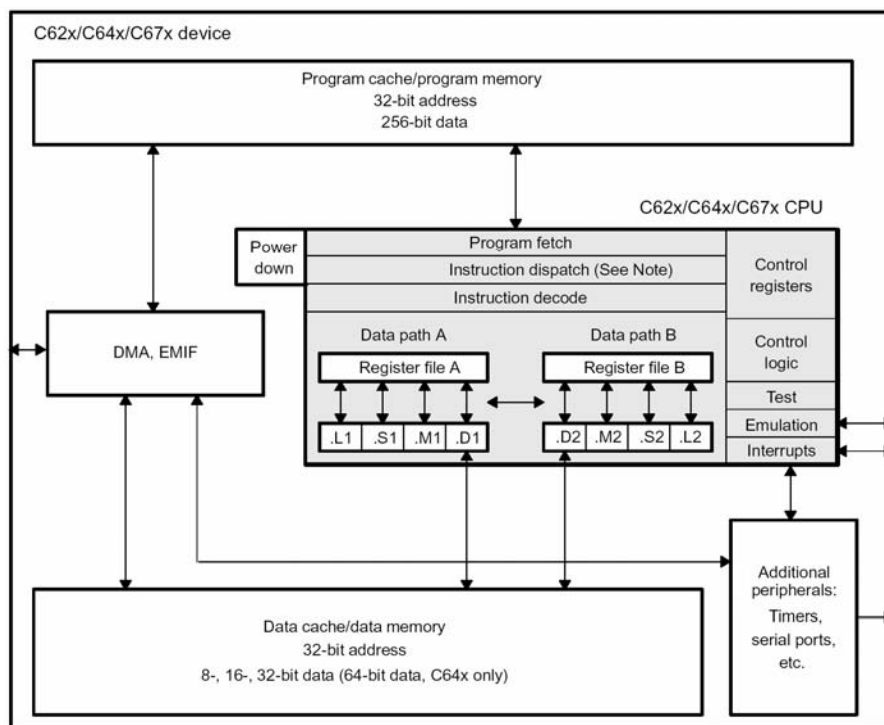 C62x/C64x/C67x device
Program cache/program memory
32-bit address
256-bit data
C62x/C64x/C67x CPU
Power
down
Program fetch
Instruction dispatch (See Note)
Instruction decode
Control
registers
DMA, EMIF
Data path A
Data path B
Register file A
Register file B
.L1 .S1 .M1 .D1
.D2 .M2 .S2 .L2
Control
logic
Test
Emulation
Interrupts
Data cache/data memory
32-bit address
8-, 16-, 32-bit data (64-bit data, C64x only)
Additional
peripherals:
Timers,
serial ports,
etc.